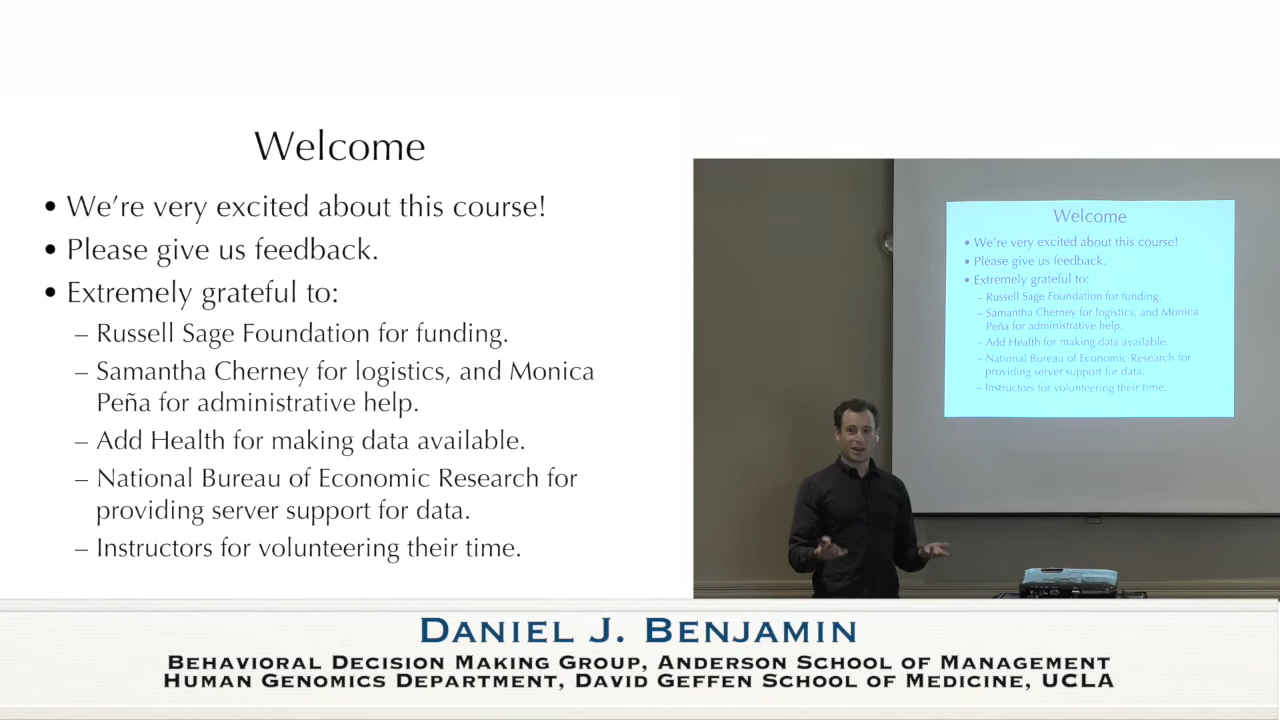 Welcome
• We’re very excited about this course!
• Please give us feedback.
• Extremely grateful to:
– Russell Sage Foundation for funding.
– Samantha Cherney for logistics, and Monica
Peña for administrative help.
– Add Health for making data available.
– National Bureau of Economic Research for
providing server support for data.
– Instructors for volunteering their time.
Welcome
• We’re very excited about this course!
• Please give us feedback.
• Extremely grateful to:
– Russell Sage Foundation for funding.
– Samantha Cherney for logistics, and Monica
Peña for administrative help.
– Add Health for making data available.
– National Bureau of Economic Research for
providing server support for data.
– Instructors for volunteering their time.
DANIEL J. BENJAMIN
BEHAVIORAL DECISION MAKING GROUP, ANDERSON SCHOOL OF MANAGEMENT
HUMAN GENOMICS DEPARTMENT, DAVID GEFFEN SCHOOL OF MEDICINE, UCLA